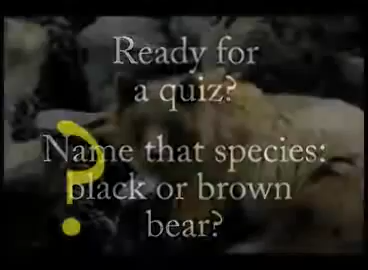 Ready for
a quiz?
?
Name that species:
black or brown
bear?